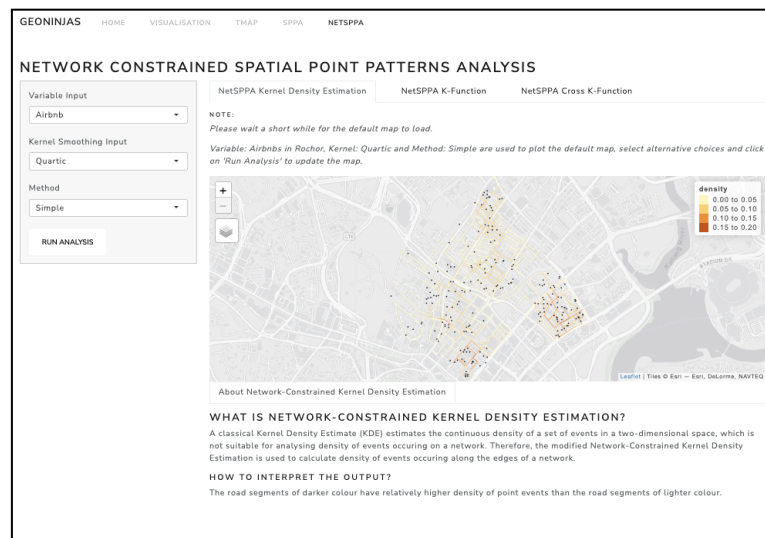 GEONINJAS HOME VISUALISATION TMAP SPPA NETSPPA
NETWORK CONSTRAINED SPATIAL POINT PATTERNS ANALYSIS
Variable Input
Airbnb
Kernel Smoothing Input
Quartic
Method
Simple
RUN ANALYSIS
NetSPPA Kernel Density Estimation NetSPPA K-Function NetSPPA Cross K-Function
NOTE:
Please wait a short while for the default map to load.
Variable: Airbnbs in Rochor, Kernel: Quartic and Method: Simple are used to plot the default map, select alternative choices and click
on 'Run Analysis' to update the map.
+
−
density
0.00 to 0.05
0.05 to 0.10
0.10 to 0.15
0.15 to 0.20
Leaflet | Tiles © Esri — Esri, DeLorme, NAVTEQ
About Network-Constrained Kernel Density Estimation
WHAT IS NETWORK-CONSTRAINED KERNEL DENSITY ESTIMATION?
A classical Kernel Density Estimate (KDE) estimates the continuous density of a set of events in a two-dimensional space, which is
not suitable for analysing density of events occuring on a network. Therefore, the modified Network-Constrained Kernel Density
Estimation is used to calculate density of events occuring along the edges of a network.
HOW TO INTERPRET THE OUTPUT?
The road segments of darker colour have relatively higher density of point events than the road segments of lighter colour.